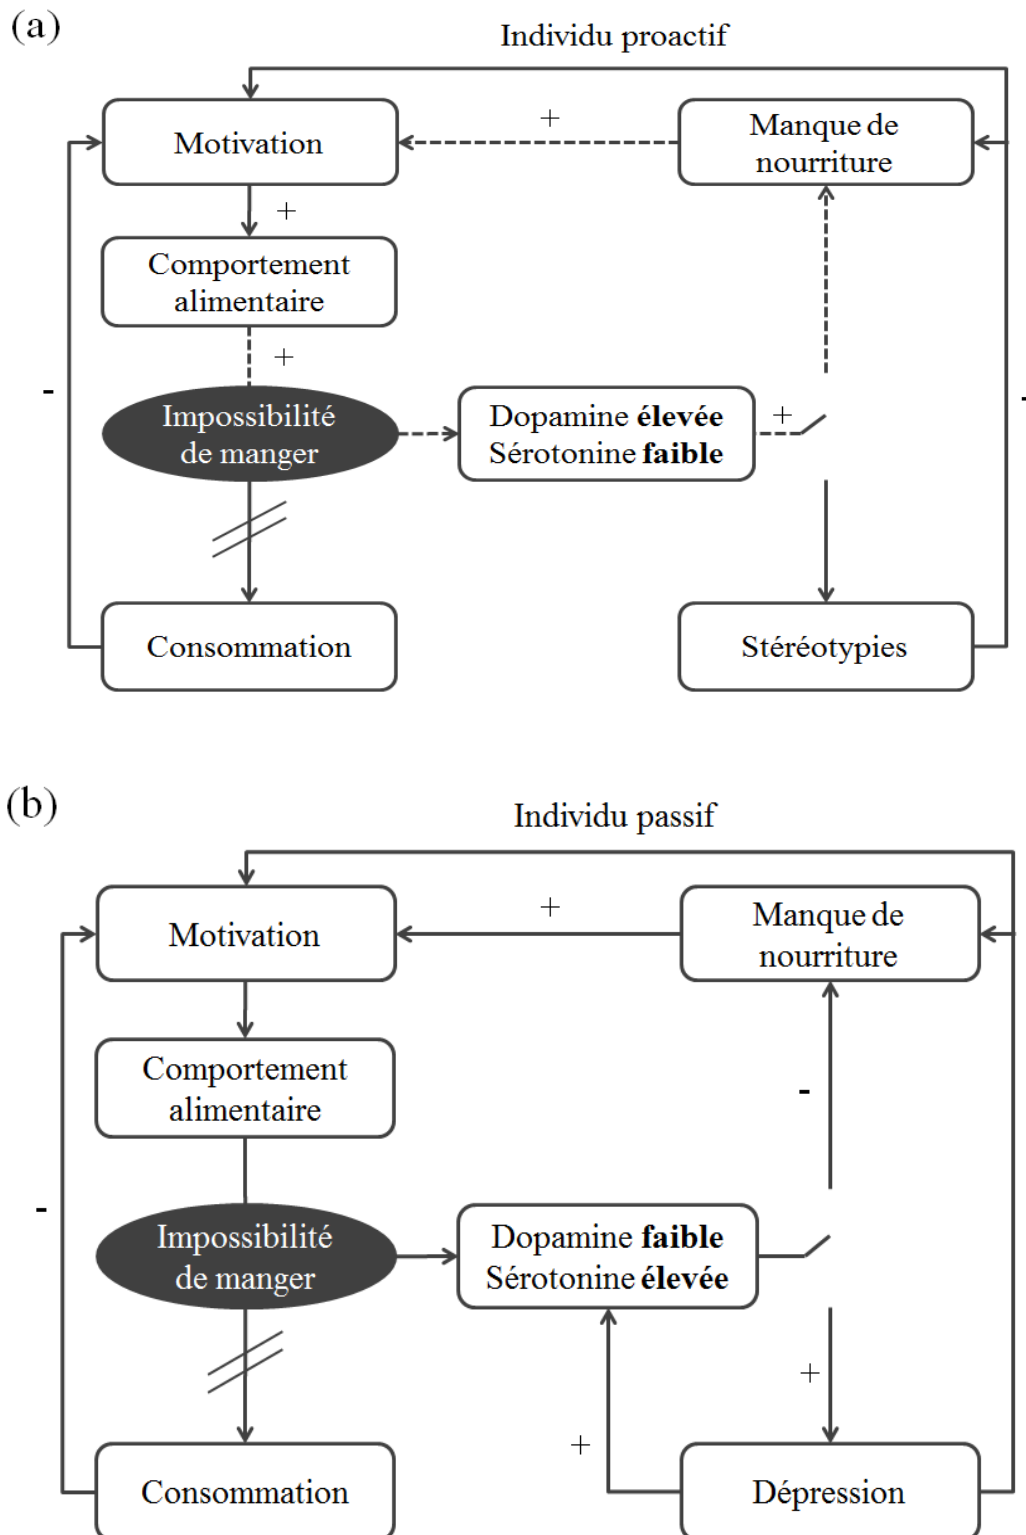 (a)
Individu proactif
Motivation
+
Manque de
nourriture
+
Comportement
alimentaire
+
-
Impossibilité
de manger
Dopamine élevée
Sérotonine faible
+
-
Consommation
Stéréotypies
(b)
Individu passif
Motivation
+
Manque de
nourriture
Comportement
alimentaire
-
-
Impossibilité
de manger
Dopamine faible
Sérotonine élevée
+
+
Consommation
Dépression